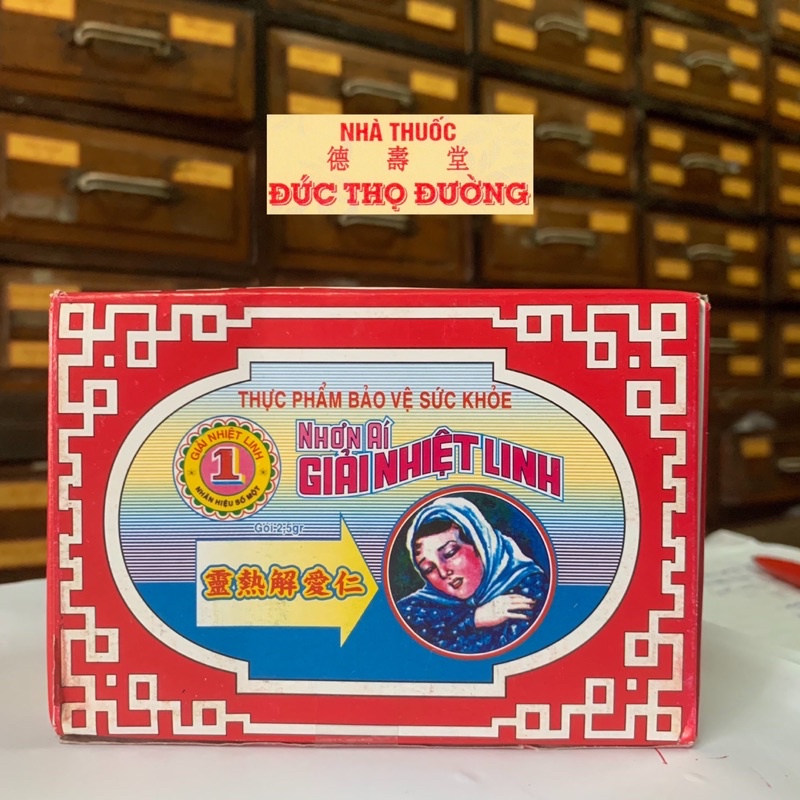 NHÀ THUỐC
德壽堂
ĐỨC THỌ ĐƯỜNG
THỰC PHẨM BẢO VỆ SỨC KHỎE
NHƠN ÁI
GIẢI NHIỆT LINH
GIẢI NHIỆT LINH
1
NHÃN HIỆU SỐ MỘT
Gói 2,5gr
靈熱解愛仁